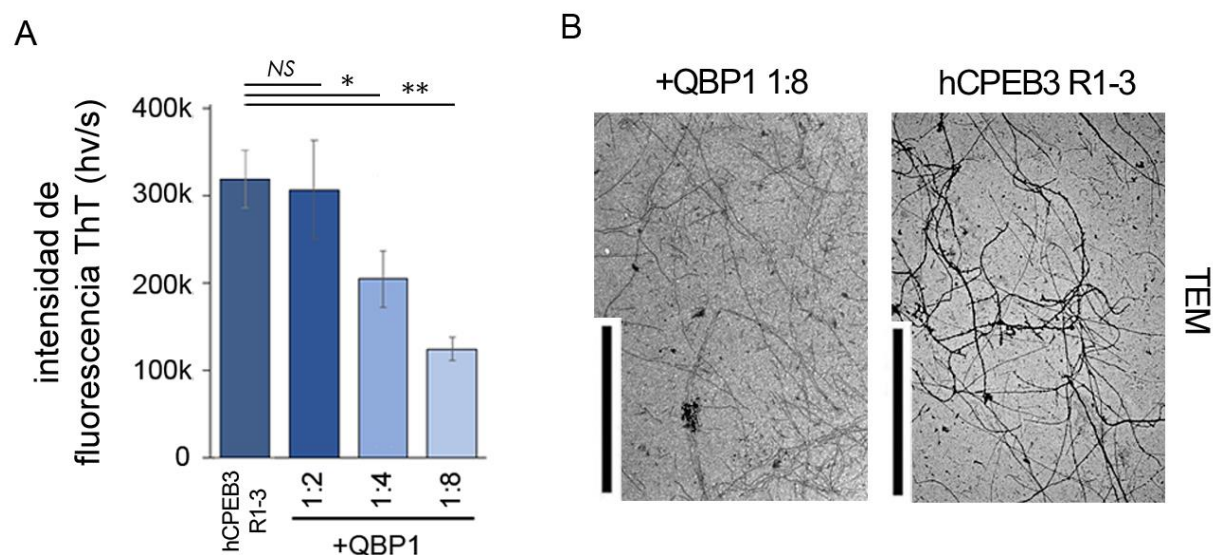 A
NS
*
**
400k
300k
200k
100k
0
intensidad de
fluorescencia ThT (hv/s)
hCPEB3
R1-3
1:2
1:4
1:8
+QBP1
B
+QBP1 1:8
hCPEB3 R1-3
TEM